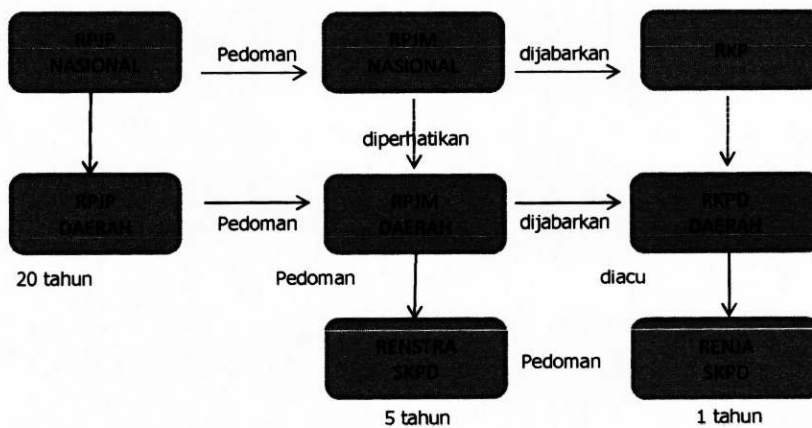 RPJP
NASIONAL
Pedoman
RPJM
NASIONAL
dijabarkan
RKP
diperhatikan
RPJP
DAERAH
Pedoman
RPJM
DAERAH
dijabarkan
RKPD
DAERAH
20 tahun
Pedoman
diacu
RENSTRA
SKPD
Pedoman
RENJA
SKPD
5 tahun
1 tahun